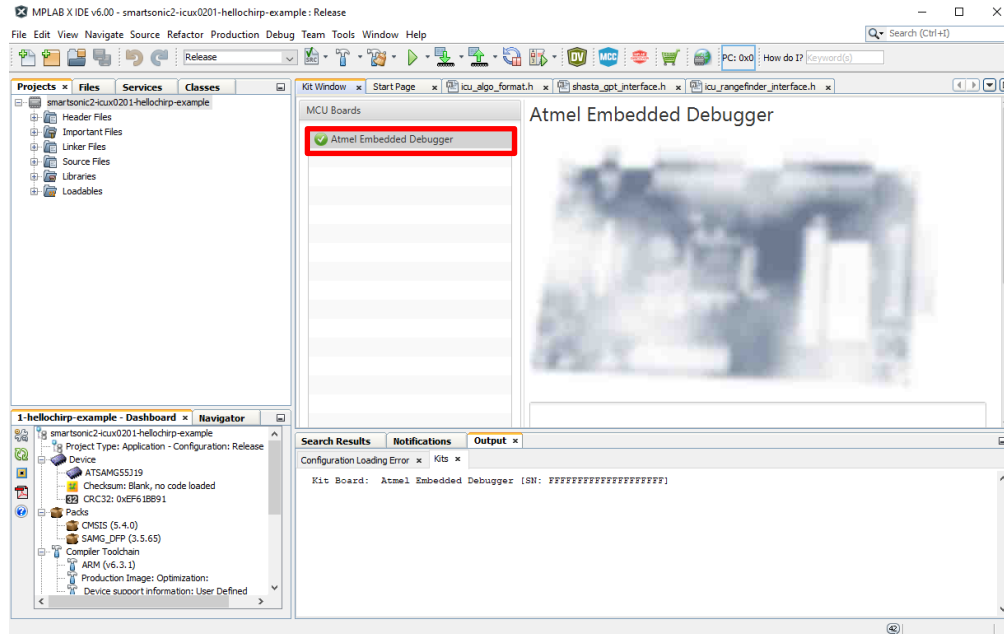 MPLAB X IDE v6.00 - smartsonic2-icux0201-hellochirp-example : Release
File Edit View Navigate Source Refactor Production Debug Team Tools Window Help
Search (Ctrl+I)
Release
PC: 0x0
How do I?
Keyword(s)
Projects
Files
Services
Classes
smartsonic2-icux0201-hellochirp-example
Header Files
Important Files
Linker Files
Source Files
Libraries
Loadables
Kit Window
Start Page
icu_algo_format.h
shasta_gpt_interface.h
icu_rangefinder_interface.h
MCU Boards
Atmel Embedded Debugger
Atmel Embedded Debugger
1-hellochirp-example - Dashboard
Navigator
smartsonic2-icux0201-hellochirp-example
Project Type: Application - Configuration: Release
Device
ATSAMG55J19
Checksum: Blank, no code loaded
CRC32: 0xEF61BB91
Packs
CMSIS (5.4.0)
SAMG_DFP (3.5.65)
Compiler Toolchain
ARM (v6.3.1)
Production Image: Optimization:
Device support information: User Defined
Search Results
Notifications
Output
Configuration Loading Error
Kits
Kit Board: Atmel Embedded Debugger [SN: FFFFFFFFFFFFFFFFFFFF]
42